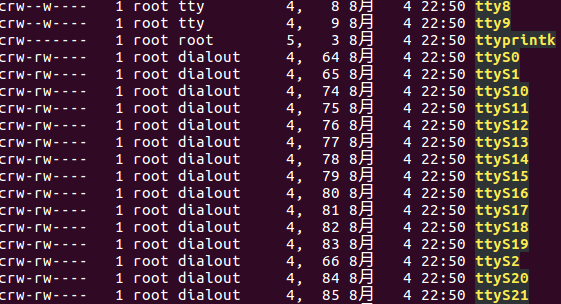 crw--w---- 1 root tty 4, 8 8月 4 22:50 tty8
crw--w---- 1 root tty 4, 9 8月 4 22:50 tty9
crw------- 1 root root 5, 3 8月 4 22:50 ttyprintk
crw-rw---- 1 root dialout 4, 64 8月 4 22:50 ttyS0
crw-rw---- 1 root dialout 4, 65 8月 4 22:50 ttyS1
crw-rw---- 1 root dialout 4, 74 8月 4 22:50 ttyS10
crw-rw---- 1 root dialout 4, 75 8月 4 22:50 ttyS11
crw-rw---- 1 root dialout 4, 76 8月 4 22:50 ttyS12
crw-rw---- 1 root dialout 4, 77 8月 4 22:50 ttyS13
crw-rw---- 1 root dialout 4, 78 8月 4 22:50 ttyS14
crw-rw---- 1 root dialout 4, 79 8月 4 22:50 ttyS15
crw-rw---- 1 root dialout 4, 80 8月 4 22:50 ttyS16
crw-rw---- 1 root dialout 4, 81 8月 4 22:50 ttyS17
crw-rw---- 1 root dialout 4, 82 8月 4 22:50 ttyS18
crw-rw---- 1 root dialout 4, 83 8月 4 22:50 ttyS19
crw-rw---- 1 root dialout 4, 66 8月 4 22:50 ttyS2
crw-rw---- 1 root dialout 4, 84 8月 4 22:50 ttyS20
crw-rw---- 1 root dialout 4, 85 8月 4 22:50 ttyS21